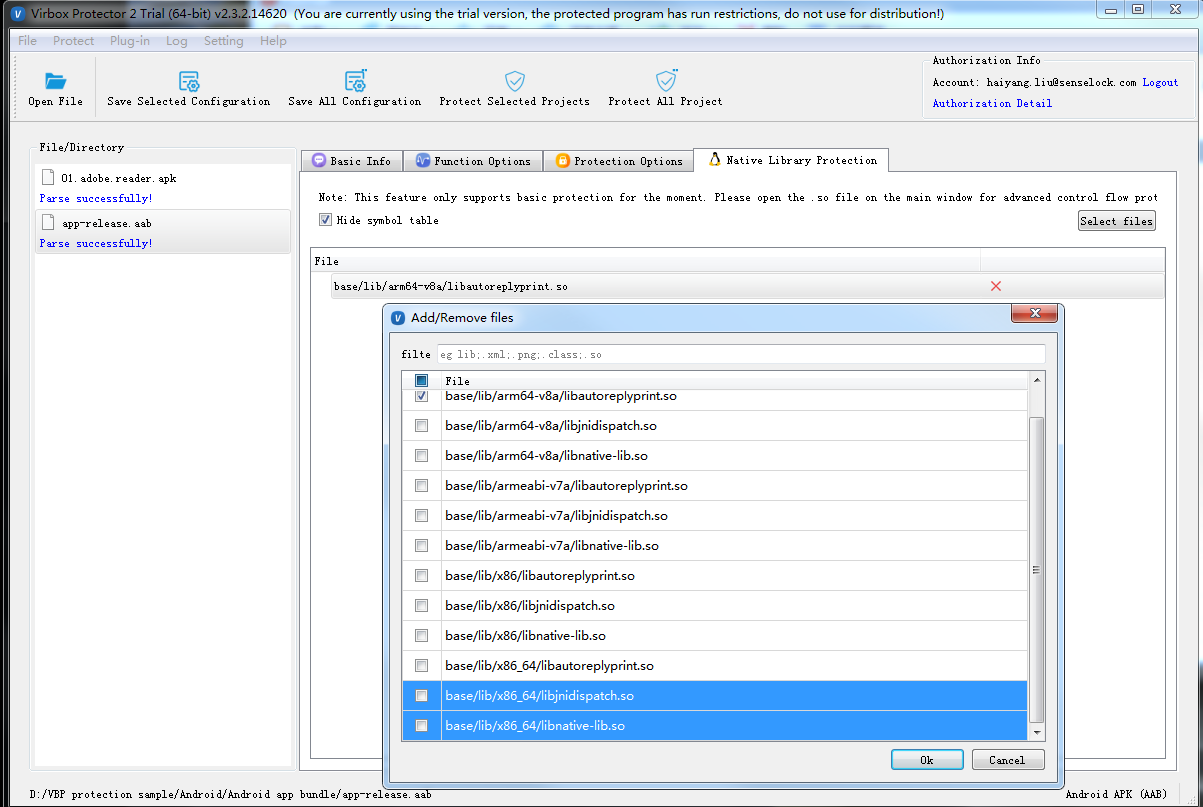 Virbox Protector 2 Trial (64-bit) v2.3.2.14620 (You are currently using the trial version, the protected program has run restrictions, do not use for distribution!)
File Protect Plug-in Log Setting Help
Open File
Save Selected Configuration
Save All Configuration
Protect Selected Projects
Protect All Project
Authorization Info
Account: haiyang.liu@senselock.com Logout
Authorization Detail
File/Directory
01.adobe.reader.apk
Parse successfully!
app-release.aab
Parse successfully!
Basic Info
Function Options
Protection Options
Native Library Protection
Note: This feature only supports basic protection for the moment. Please open the .so file on the main window for advanced control flow prot
Hide symbol table
Select files
File
base/lib/arm64-v8a/libautoreplyprint.so
Add/Remove files
filte
eg lib;.xml;.png;.class;.so
File
base/lib/arm64-v8a/libautoreplyprint.so
base/lib/arm64-v8a/libjnidispatch.so
base/lib/arm64-v8a/libnative-lib.so
base/lib/armeabi-v7a/libautoreplyprint.so
base/lib/armeabi-v7a/libjnidispatch.so
base/lib/armeabi-v7a/libnative-lib.so
base/lib/x86/libautoreplyprint.so
base/lib/x86/libjnidispatch.so
base/lib/x86/libnative-lib.so
base/lib/x86_64/libautoreplyprint.so
base/lib/x86_64/libjnidispatch.so
base/lib/x86_64/libnative-lib.so
Ok
Cancel
D:/VBP protection sample/Android/Android app bundle/app-release.aab
Android APK (AAB)